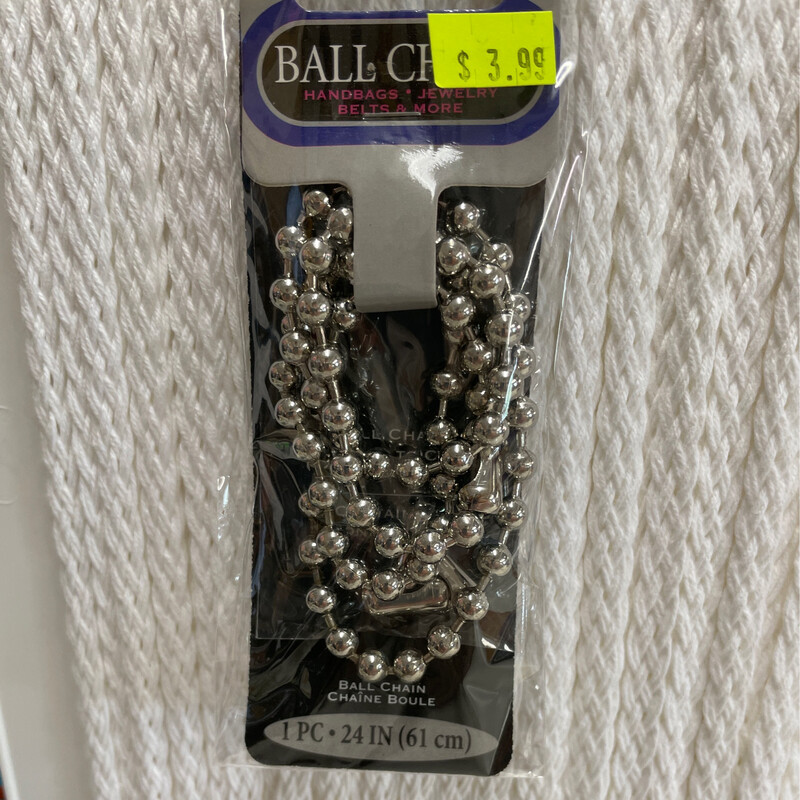 BALL CH
$ 3.99
HANDBAGS • JEWELRY
BELTS & MORE
BALL CHAIN
CHAÎNE BOULE
1 PC • 24 IN (61 cm)